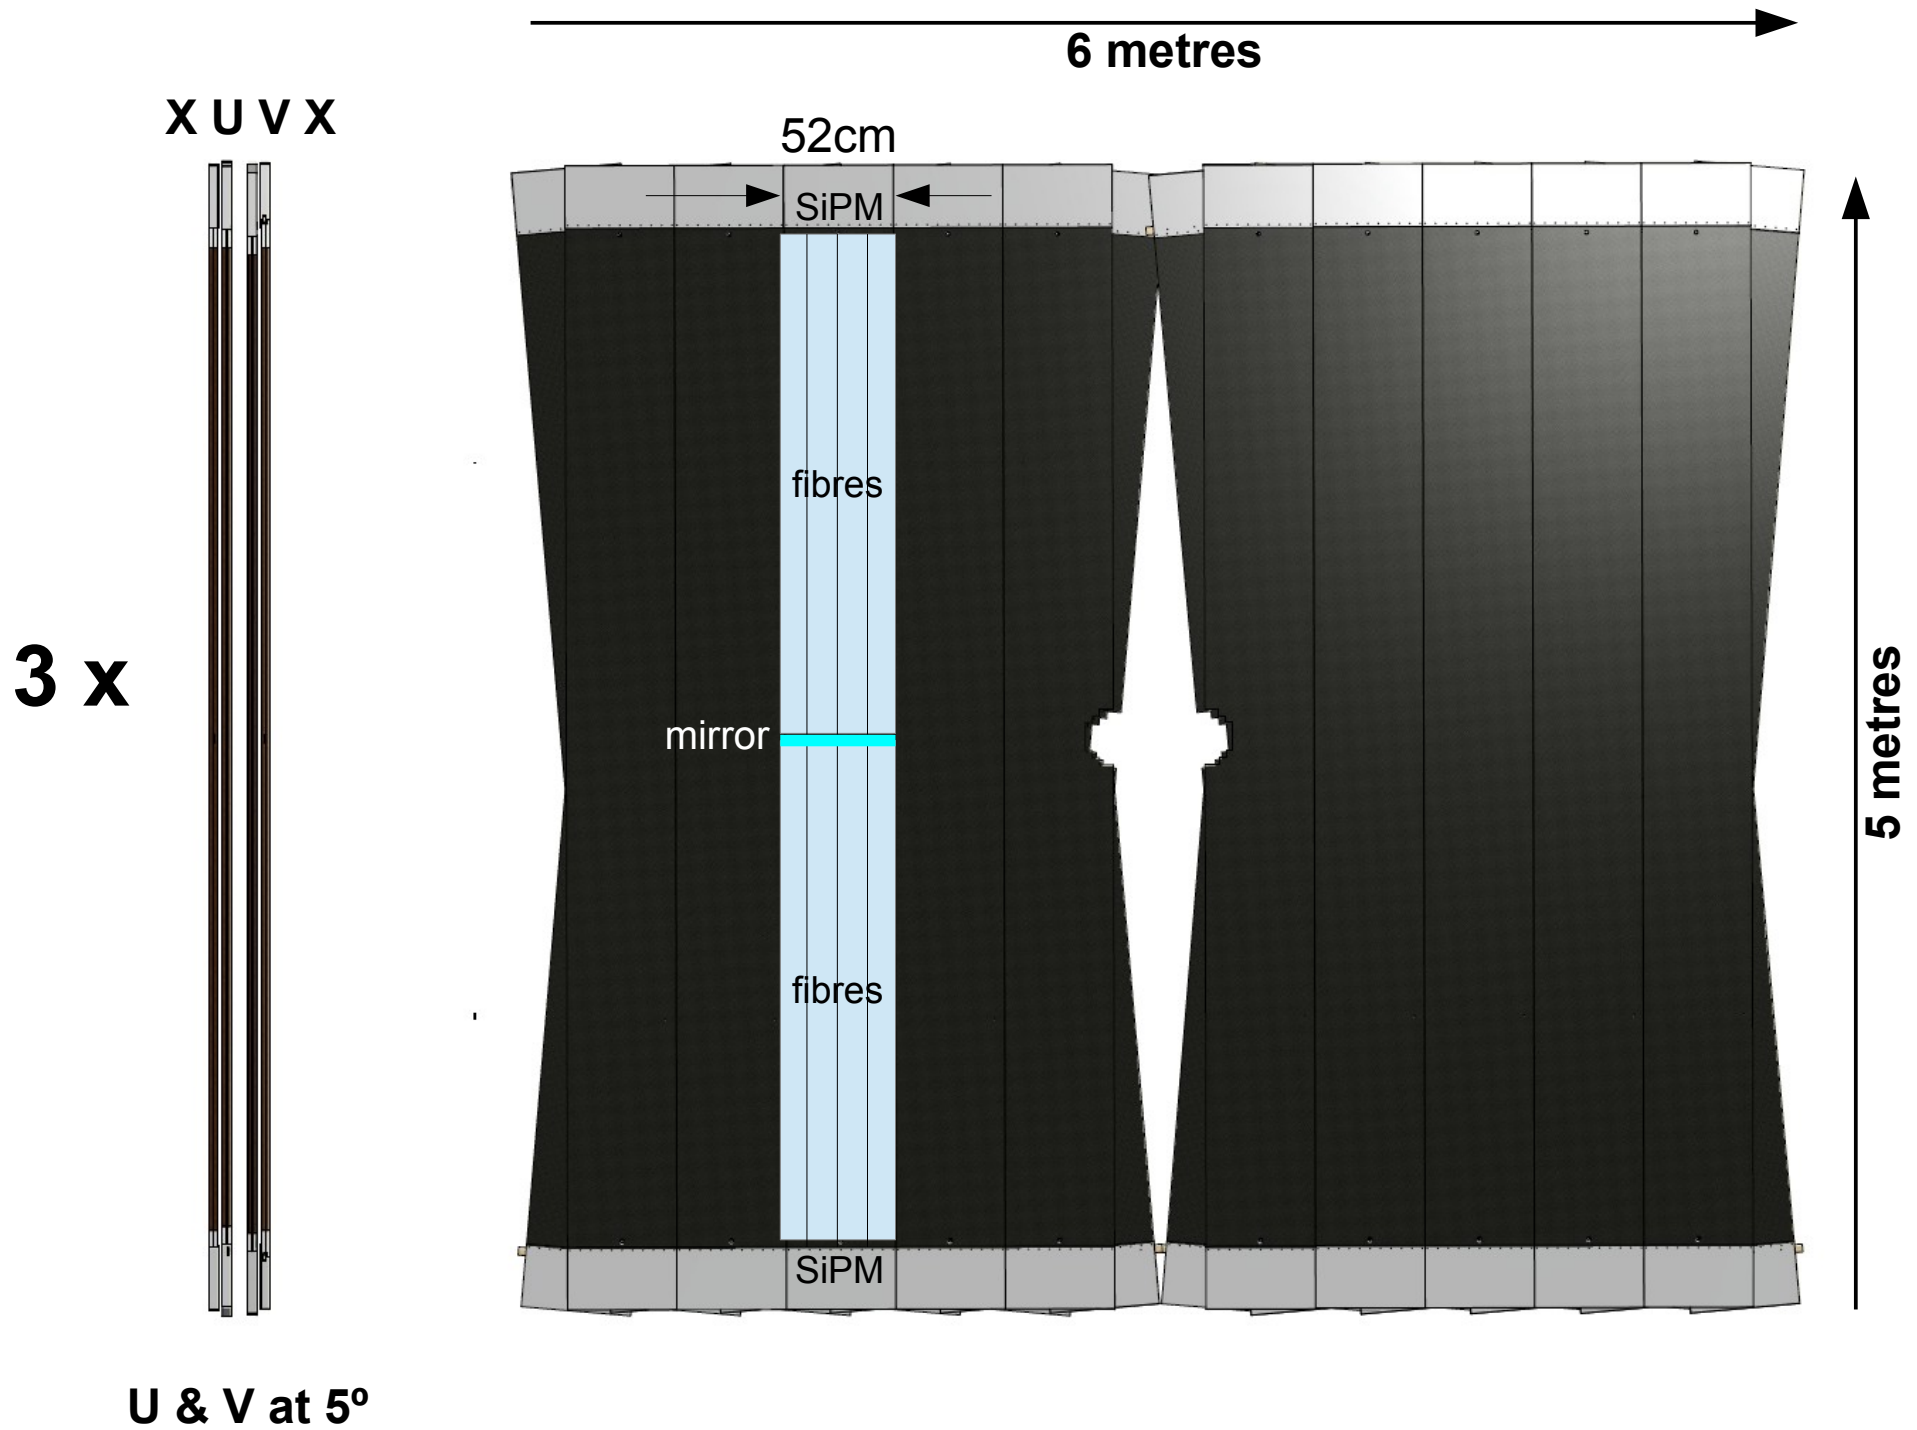 6 metres
X U V X
52cm
SiPM
fibres
3 x
mirror
5 metres
fibres
SiPM
U & V at 5º